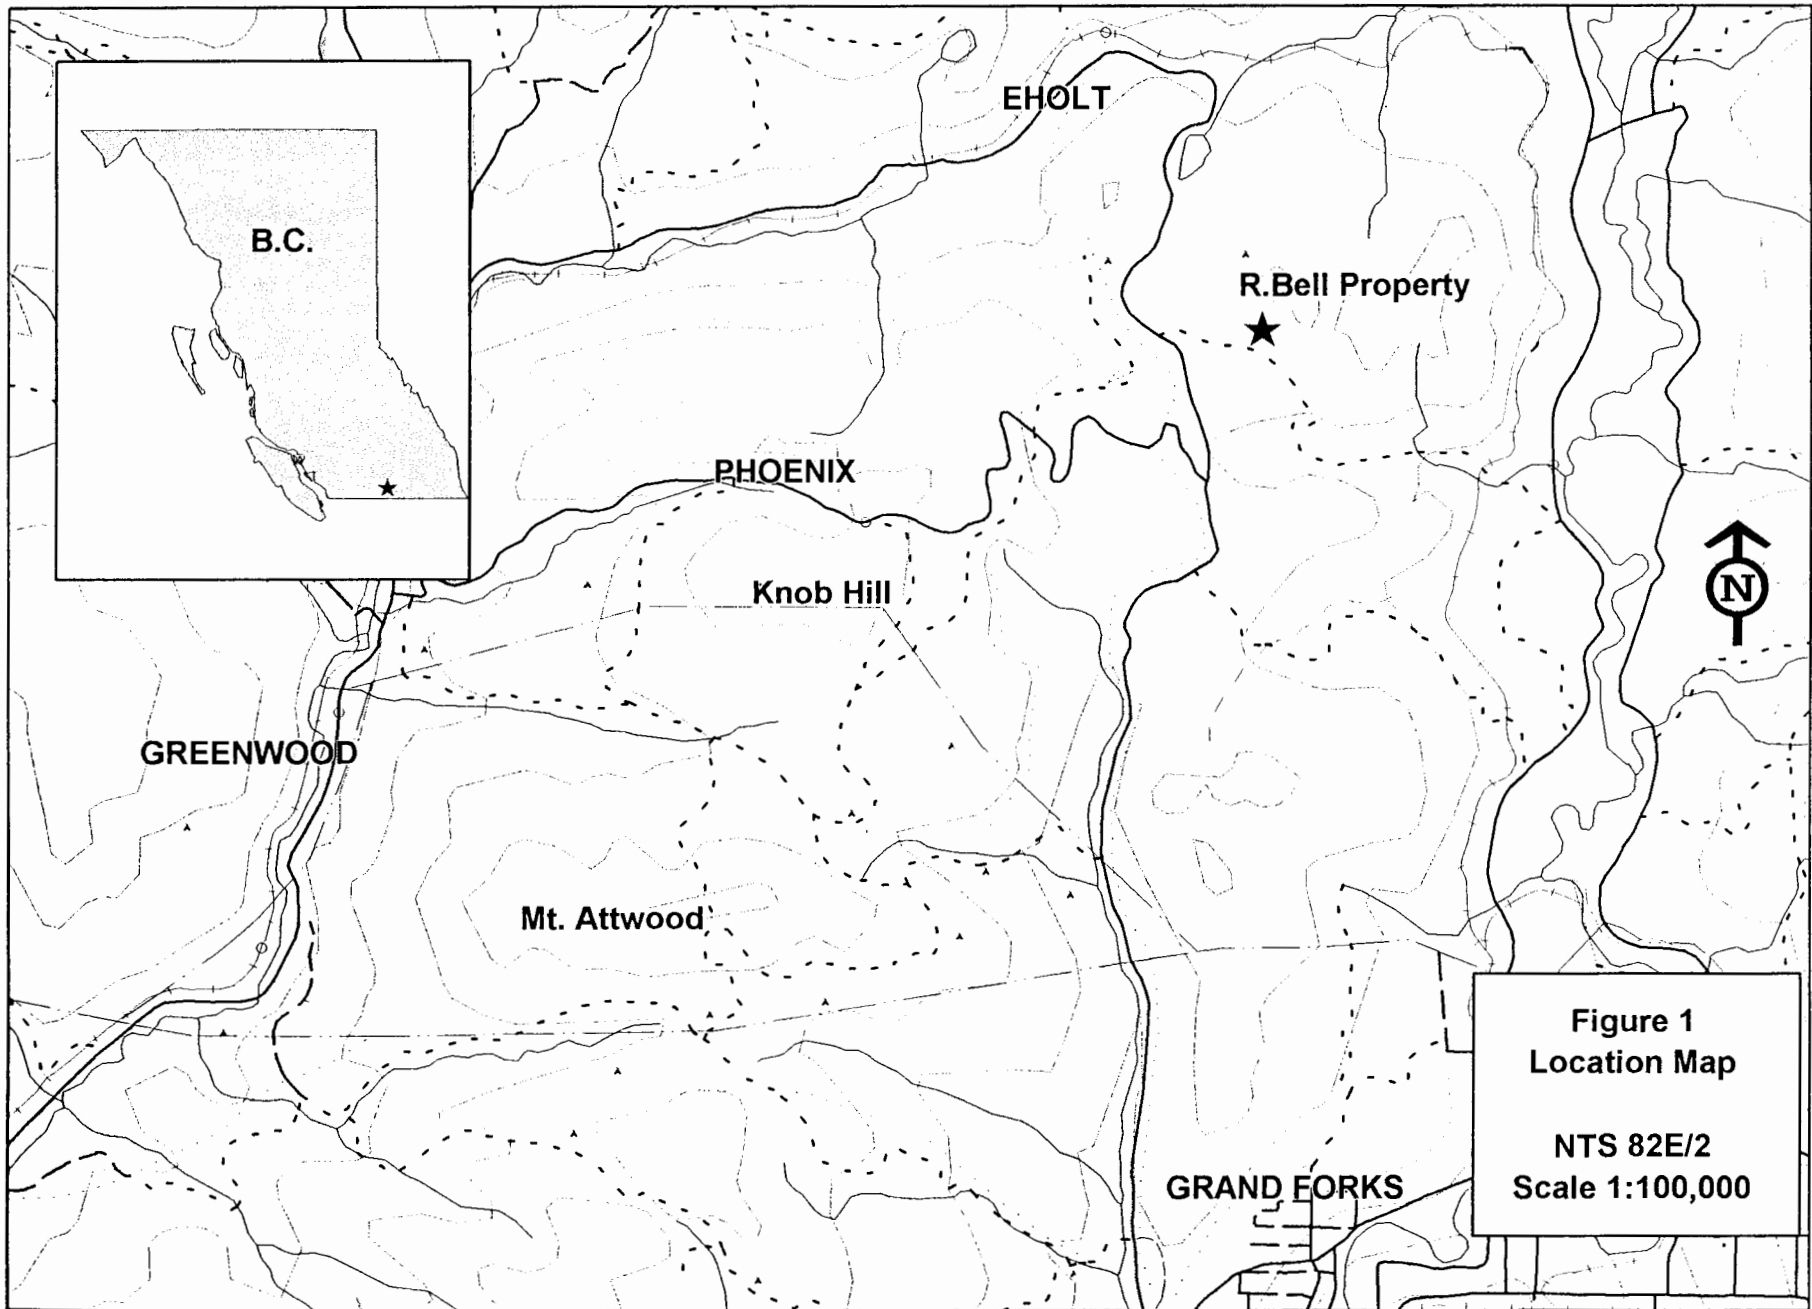 EHOLT
B.C.
R.Bell Property
PHOENIX
Knob Hill
N
GREENWOOD
Mt. Attwood
Figure 1
Location Map
NTS 82E/2
Scale 1:100,000
GRAND FORKS